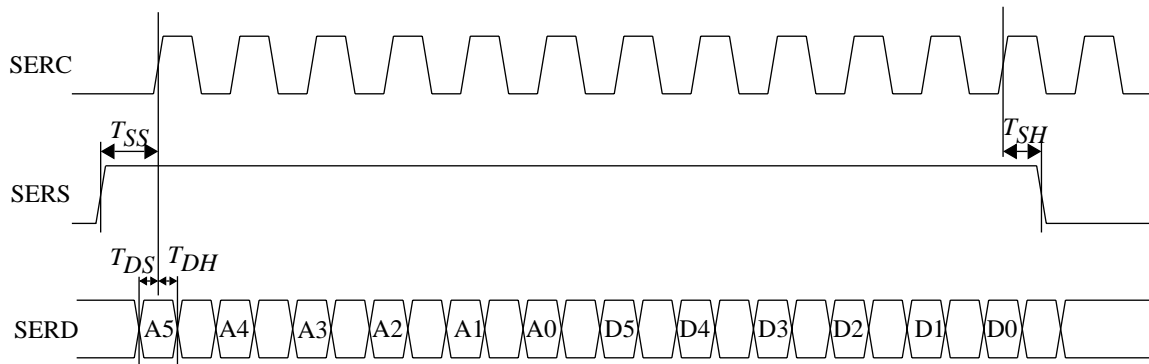 SERC
T_SS
T_SH
SERS
T_DS T_DH
SERD A5 A4 A3 A2 A1 A0 D5 D4 D3 D2 D1 D0